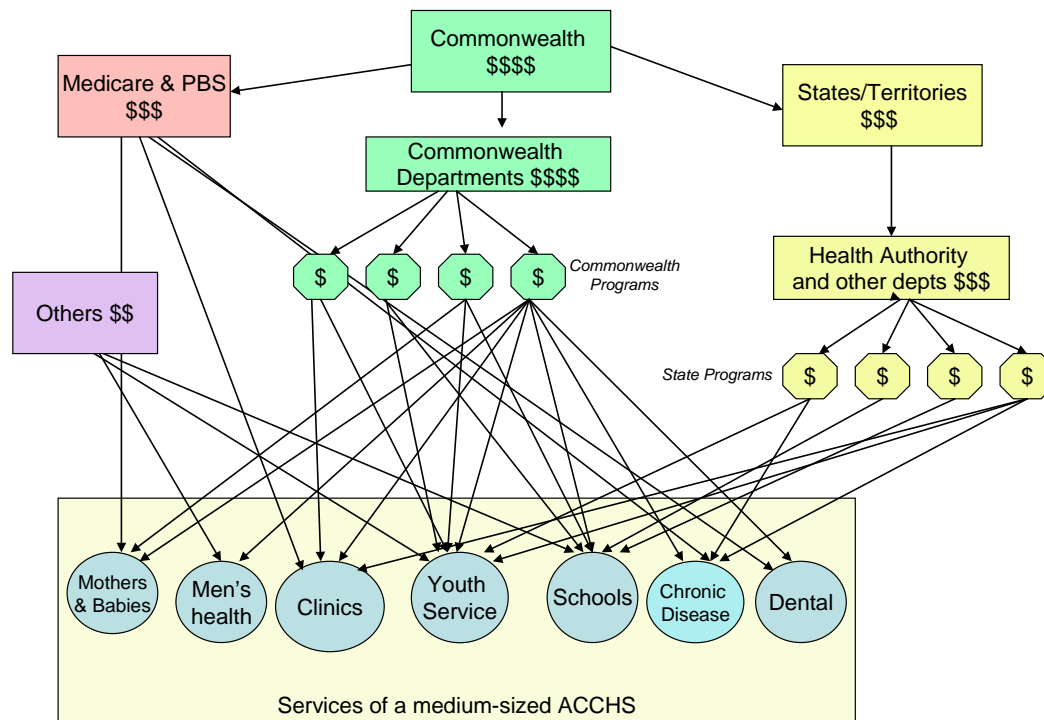 Commonwealth
$$$$
Medicare & PBS
$$$
States/Territories
$$$
Commonwealth
Departments $$$$
Health Authority
and other depts $$$
Others $$
$
$
$
$
Commonwealth
Programs
State Programs
$
$
$
$
Mothers
& Babies
Men's
health
Clinics
Youth
Service
Schools
Chronic
Disease
Dental
Services of a medium-sized ACCHS